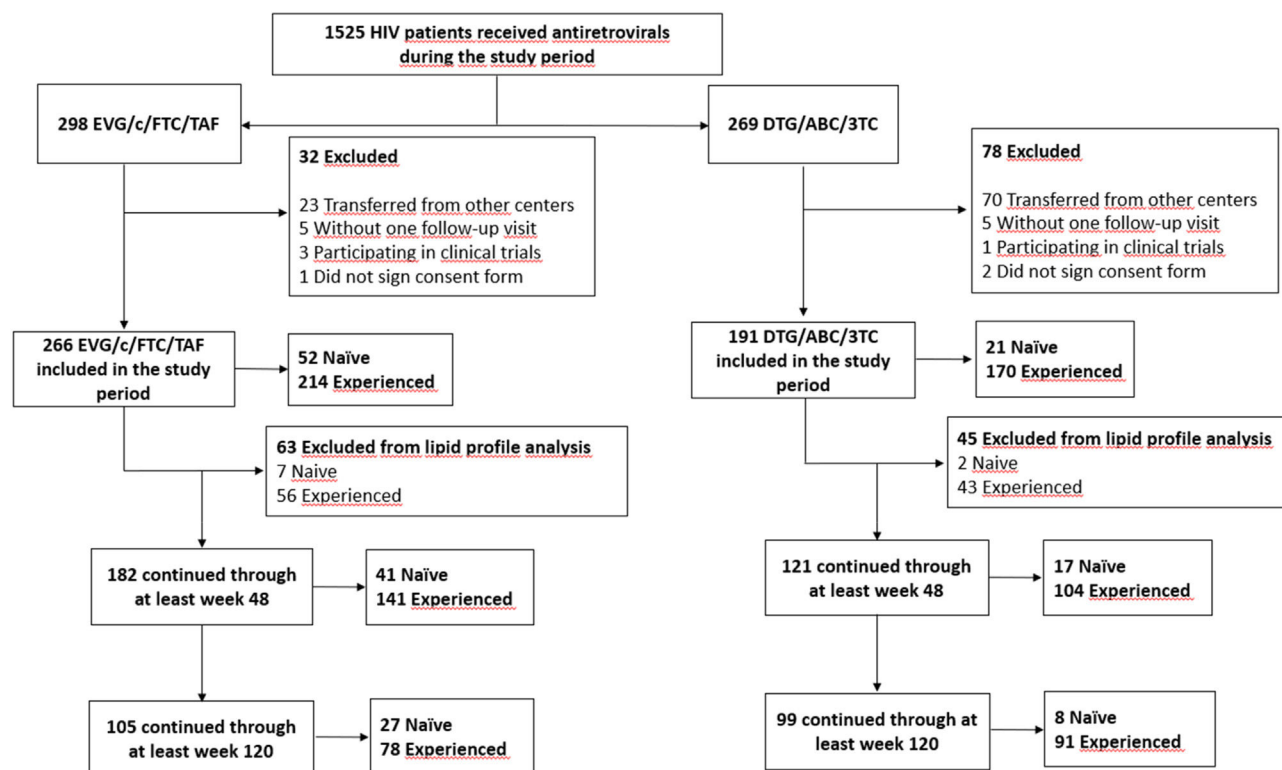 1525 HIV patients received antiretrovirals
during the study period
298 EVG/c/FTC/TAF
269 DTG/ABC/3TC
32 Excluded
23 Transferred from other centers
5 Without one follow-up visit
3 Participating in clinical trials
1 Did not sign consent form
78 Excluded
70 Transferred from other centers
5 Without one follow-up visit
1 Participating in clinical trials
2 Did not sign consent form
266 EVG/c/FTC/TAF
included in the study
period
52 Naïve
214 Experienced
191 DTG/ABC/3TC
included in the study
period
21 Naïve
170 Experienced
63 Excluded from lipid profile analysis
7 Naive
56 Experienced
45 Excluded from lipid profile analysis
2 Naive
43 Experienced
182 continued through
at least week 48
41 Naïve
141 Experienced
121 continued through
at least week 48
17 Naïve
104 Experienced
105 continued through
at least week 120
27 Naïve
78 Experienced
99 continued through at
least week 120
8 Naïve
91 Experienced